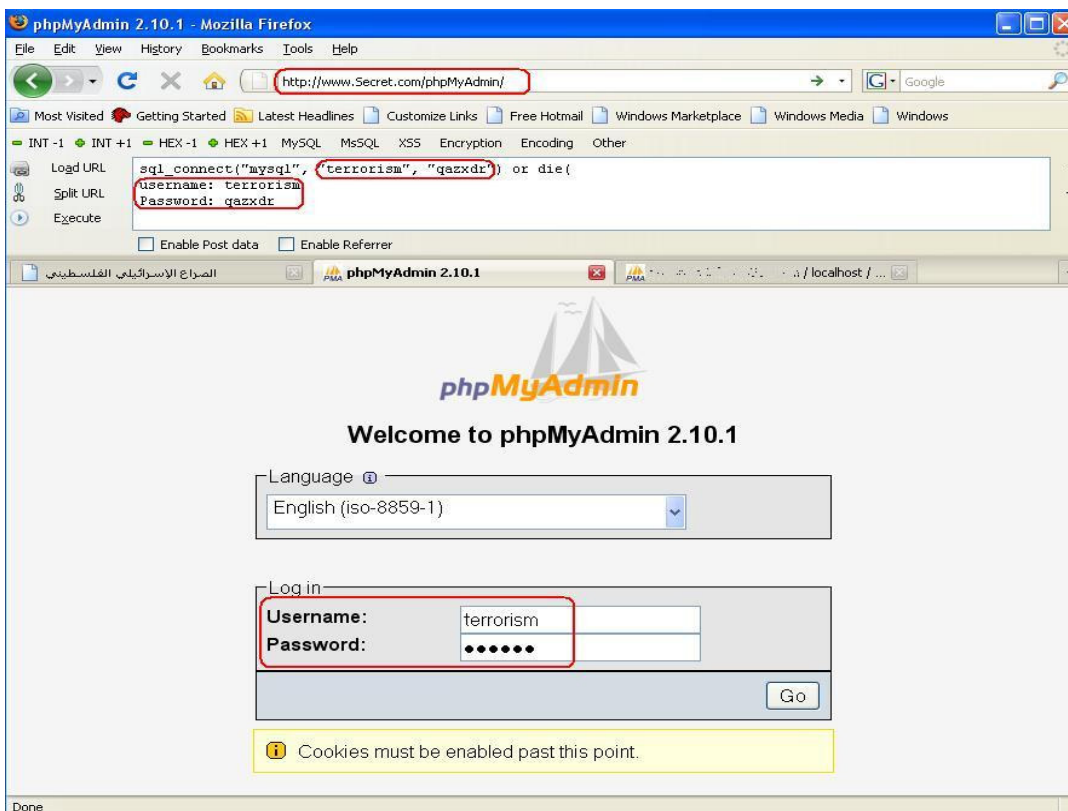 phpMyAdmin 2.10.1 - Mozilla Firefox
File Edit View History Bookmarks Tools Help
http://www.Secret.com/phpMyAdmin/ G Google
Most Visited Getting Started Latest Headlines Customize Links Free Hotmail Windows Marketplace Windows Media Windows
INT -1 INT +1 HEX -1 HEX +1 MySQL MsSQL XSS Encryption Encoding Other
Load URL sql_connect("mysql", "terrorism", "qazxdr") or die(
Split URL username: terrorism
Password: qazxdr
Execute
Enable Post data Enable Referrer
الصراع الإسرائيلي الفلسطيني PMA phpMyAdmin 2.10.1 PMA / localhost / ...
phpMyAdmin
Welcome to phpMyAdmin 2.10.1
Language
English (iso-8859-1)
Log in
Username: terrorism
Password: ••••••
Go
Cookies must be enabled past this point.
Done